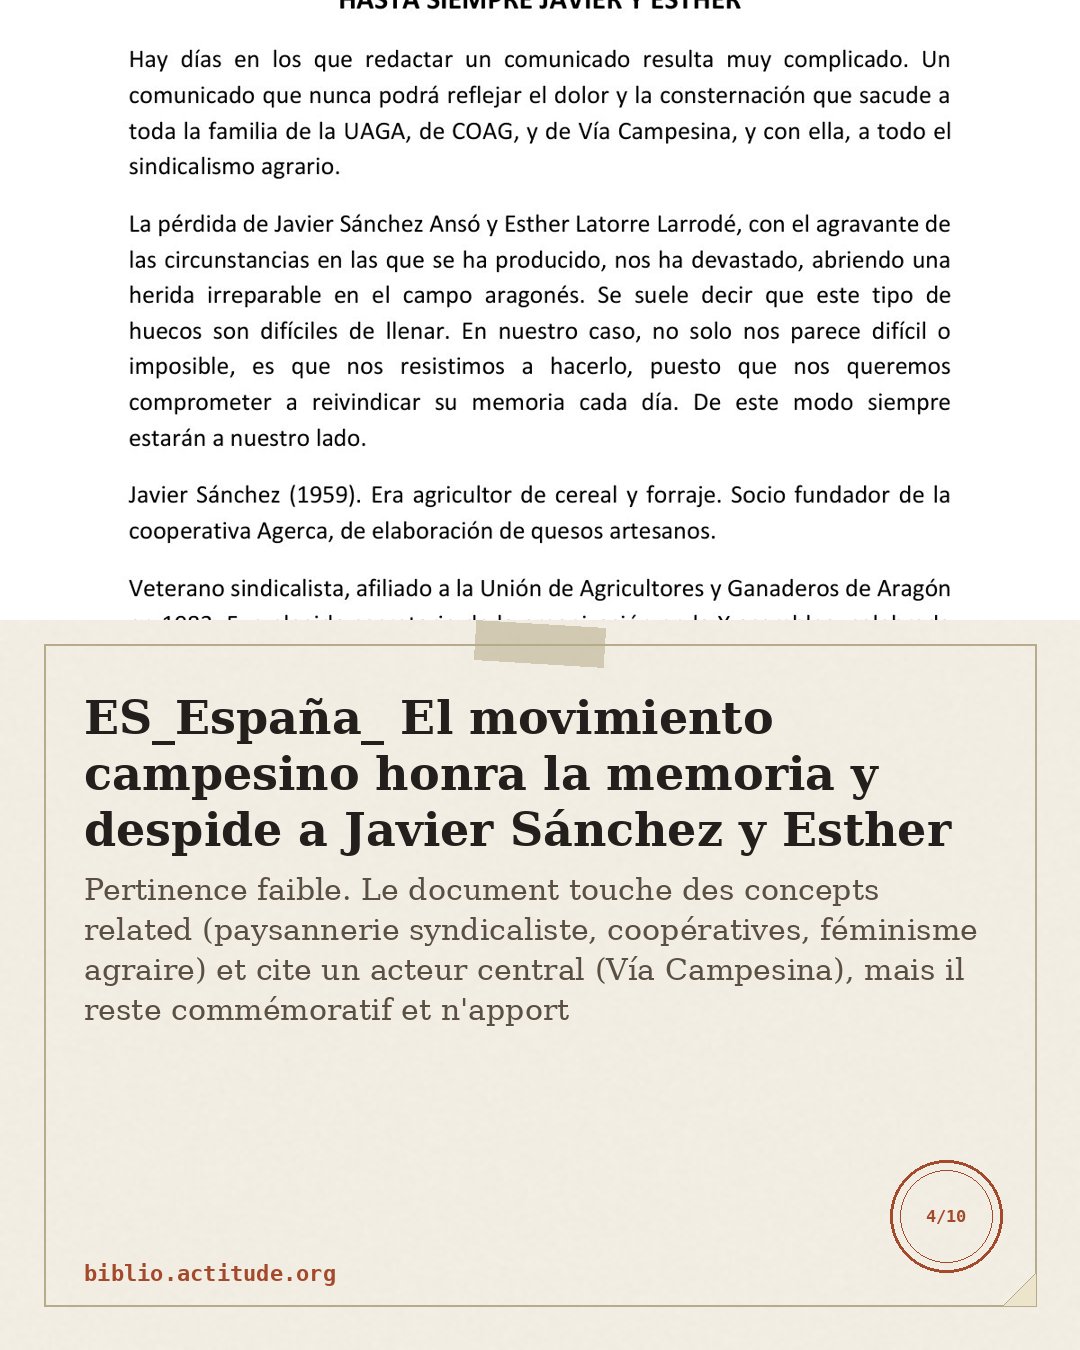 HASTA SIEMPRE JAVIER Y ESTHER
Hay días en los que redactar un comunicado resulta muy complicado. Un
comunicado que nunca podrá reflejar el dolor y la consternación que sacude a
toda la familia de la UAGA, de COAG, y de Vía Campesina, y con ella, a todo el
sindicalismo agrario.
La pérdida de Javier Sánchez Ansó y Esther Latorre Larrodé, con el agravante de
las circunstancias en las que se ha producido, nos ha devastado, abriendo una
herida irreparable en el campo aragonés. Se suele decir que este tipo de
huecos son difíciles de llenar. En nuestro caso, no solo nos parece difícil o
imposible, es que nos resistimos a hacerlo, puesto que nos queremos
comprometer a reivindicar su memoria cada día. De este modo siempre
estarán a nuestro lado.
Javier Sánchez (1959). Era agricultor de cereal y forraje. Socio fundador de la
cooperativa Agerca, de elaboración de quesos artesanos.
Veterano sindicalista, afiliado a la Unión de Agricultores y Ganaderos de Aragón
ES_España_ El movimiento
campesino honra la memoria y
despide a Javier Sánchez y Esther
Pertinence faible. Le document touche des concepts
related (paysannerie syndicaliste, coopératives, féminisme
agraire) et cite un acteur central (Vía Campesina), mais il
reste commémoratif et n'apport
4/10
biblio.actitude.org